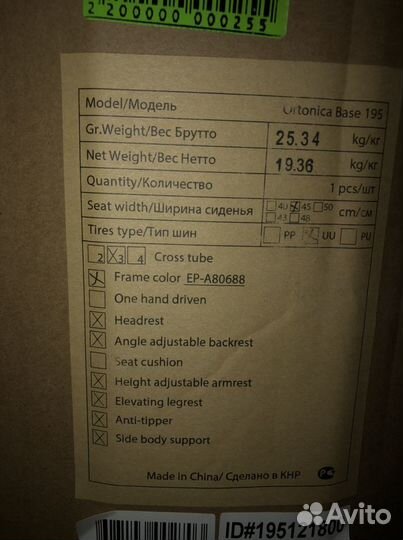 2 200000 000255
Model/Модель Ortonica Base 195
Gr.Weight/Вес Брутто 25.34 kg/кг
Net Weight/Вес Нетто 19.36 kg/кг
Quantity/Количество 1 pcs/шт
Seat width/Ширина сиденья 40 45 50 cm/см
43 48
Tires type/Тип шин PP UU PU
2 3 4 Cross tube
Frame color EP-A80688
One hand driven
Headrest
Angle adjustable backrest
Seat cushion
Height adjustable armrest
Elevating legrest
Anti-tipper
Side body support
Made in China/ Сделано в КНР
ID#195121800
Avito